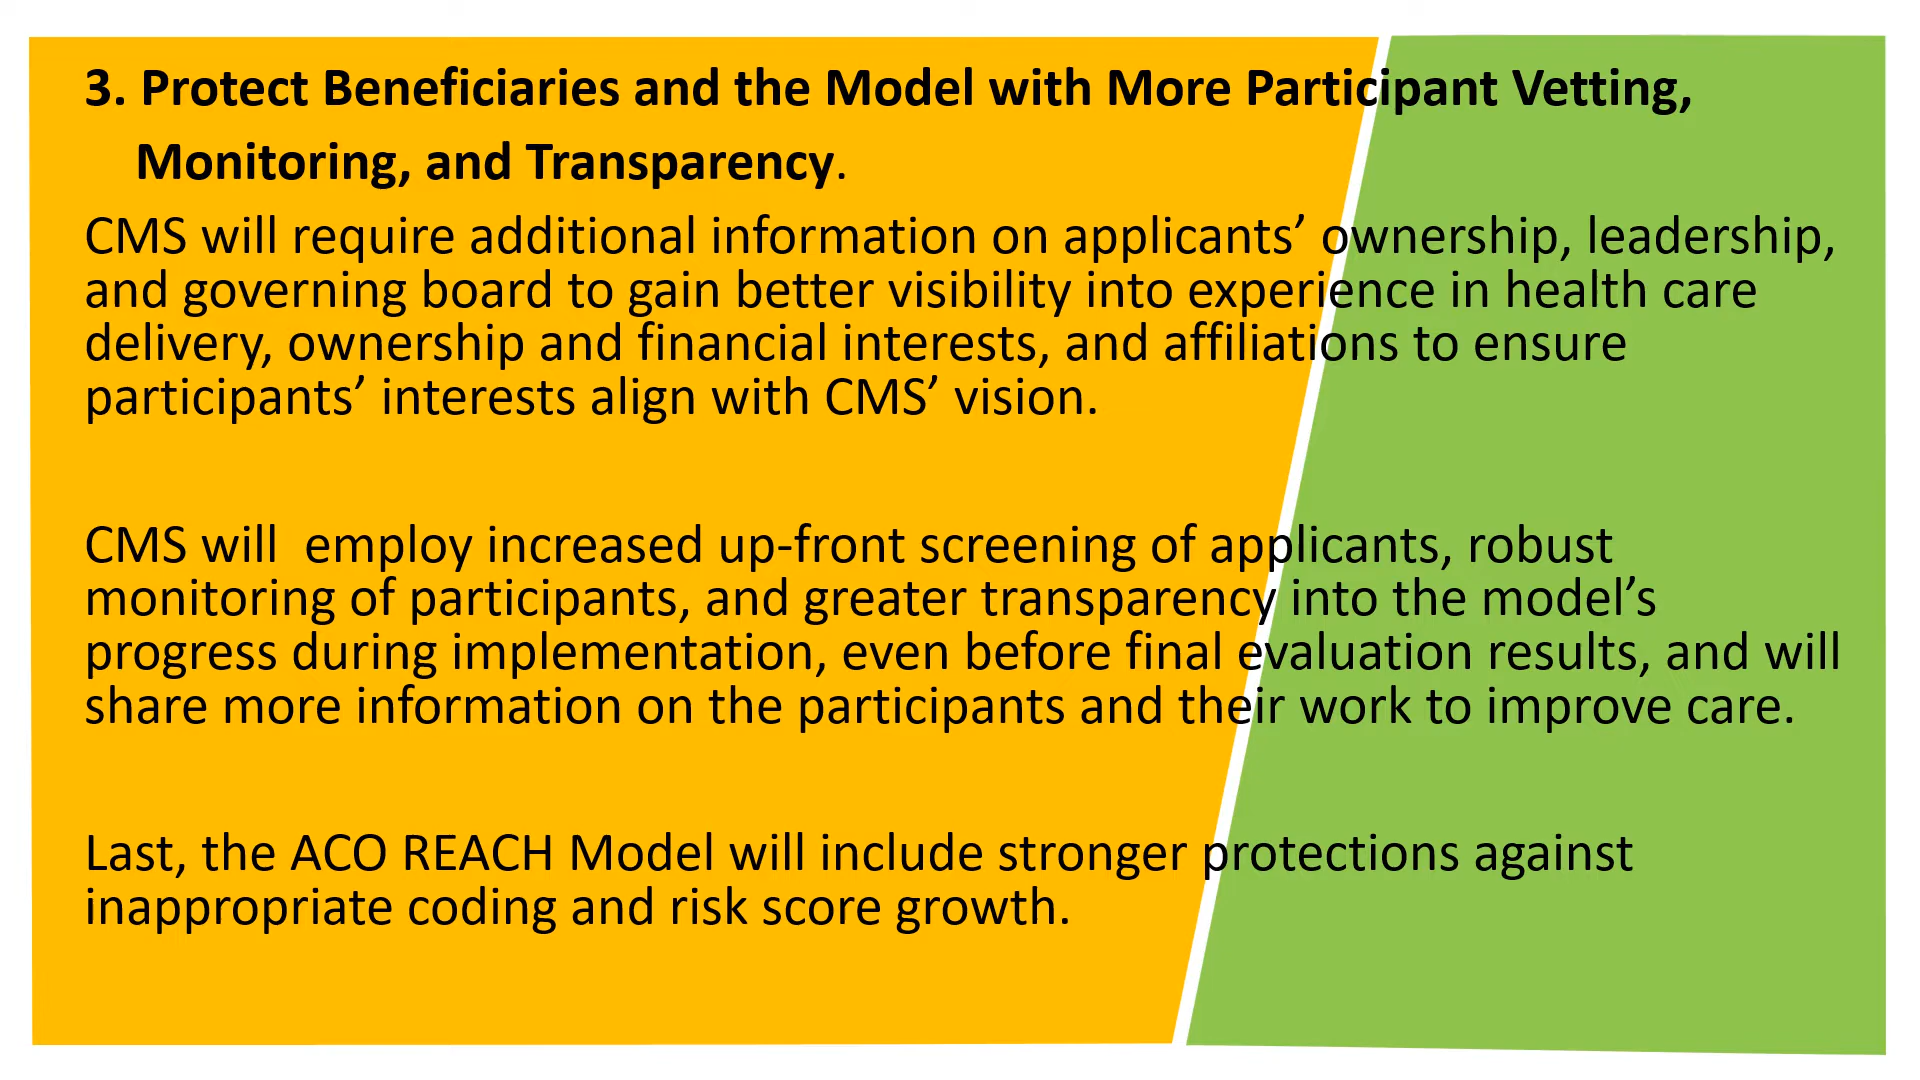 3. Protect Beneficiaries and the Model with More Participant Vetting,
Monitoring, and Transparency.
CMS will require additional information on applicants’ ownership, leadership,
and governing board to gain better visibility into experience in health care
delivery, ownership and financial interests, and affiliations to ensure
participants’ interests align with CMS’ vision.
CMS will  employ increased up-front screening of applicants, robust
monitoring of participants, and greater transparency into the model’s
progress during implementation, even before final evaluation results, and will
share more information on the participants and their work to improve care.
Last, the ACO REACH Model will include stronger protections against
inappropriate coding and risk score growth.